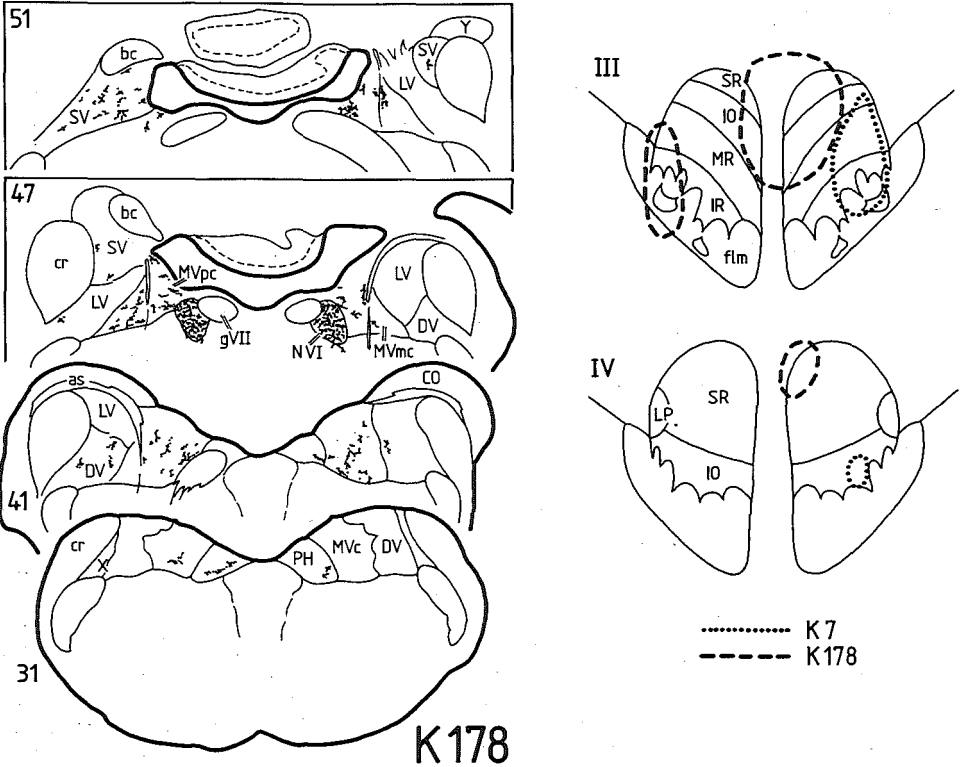 51
bc
SV
Y
SV
LV
47
bc
SV
cr
LV
MVpc
gVII
NVI
LV
DV
MVmc
as
LV
DV
41
CO
cr
X
PH
MVc
DV
31
K178
III
SR
IO
MR
IR
flm
IV
LP
SR
IO
K7
K178